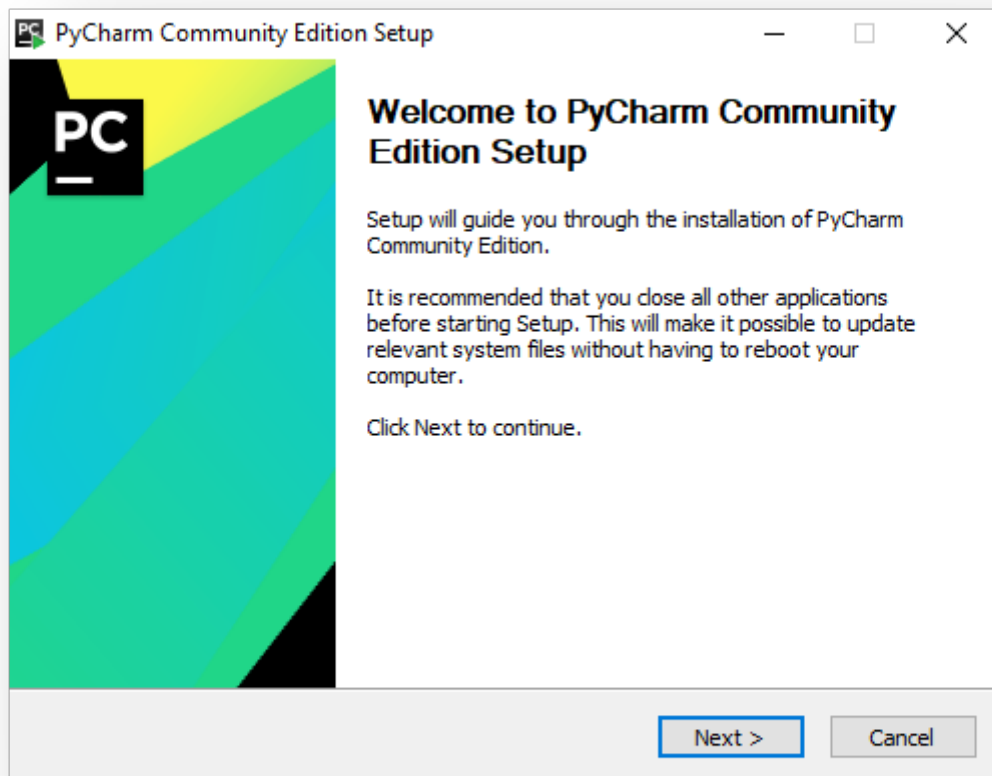 PyCharm Community Edition Setup
PC
Welcome to PyCharm Community
Edition Setup
Setup will guide you through the installation of PyCharm
Community Edition.
It is recommended that you close all other applications
before starting Setup. This will make it possible to update
relevant system files without having to reboot your
computer.
Click Next to continue.
Next >
Cancel